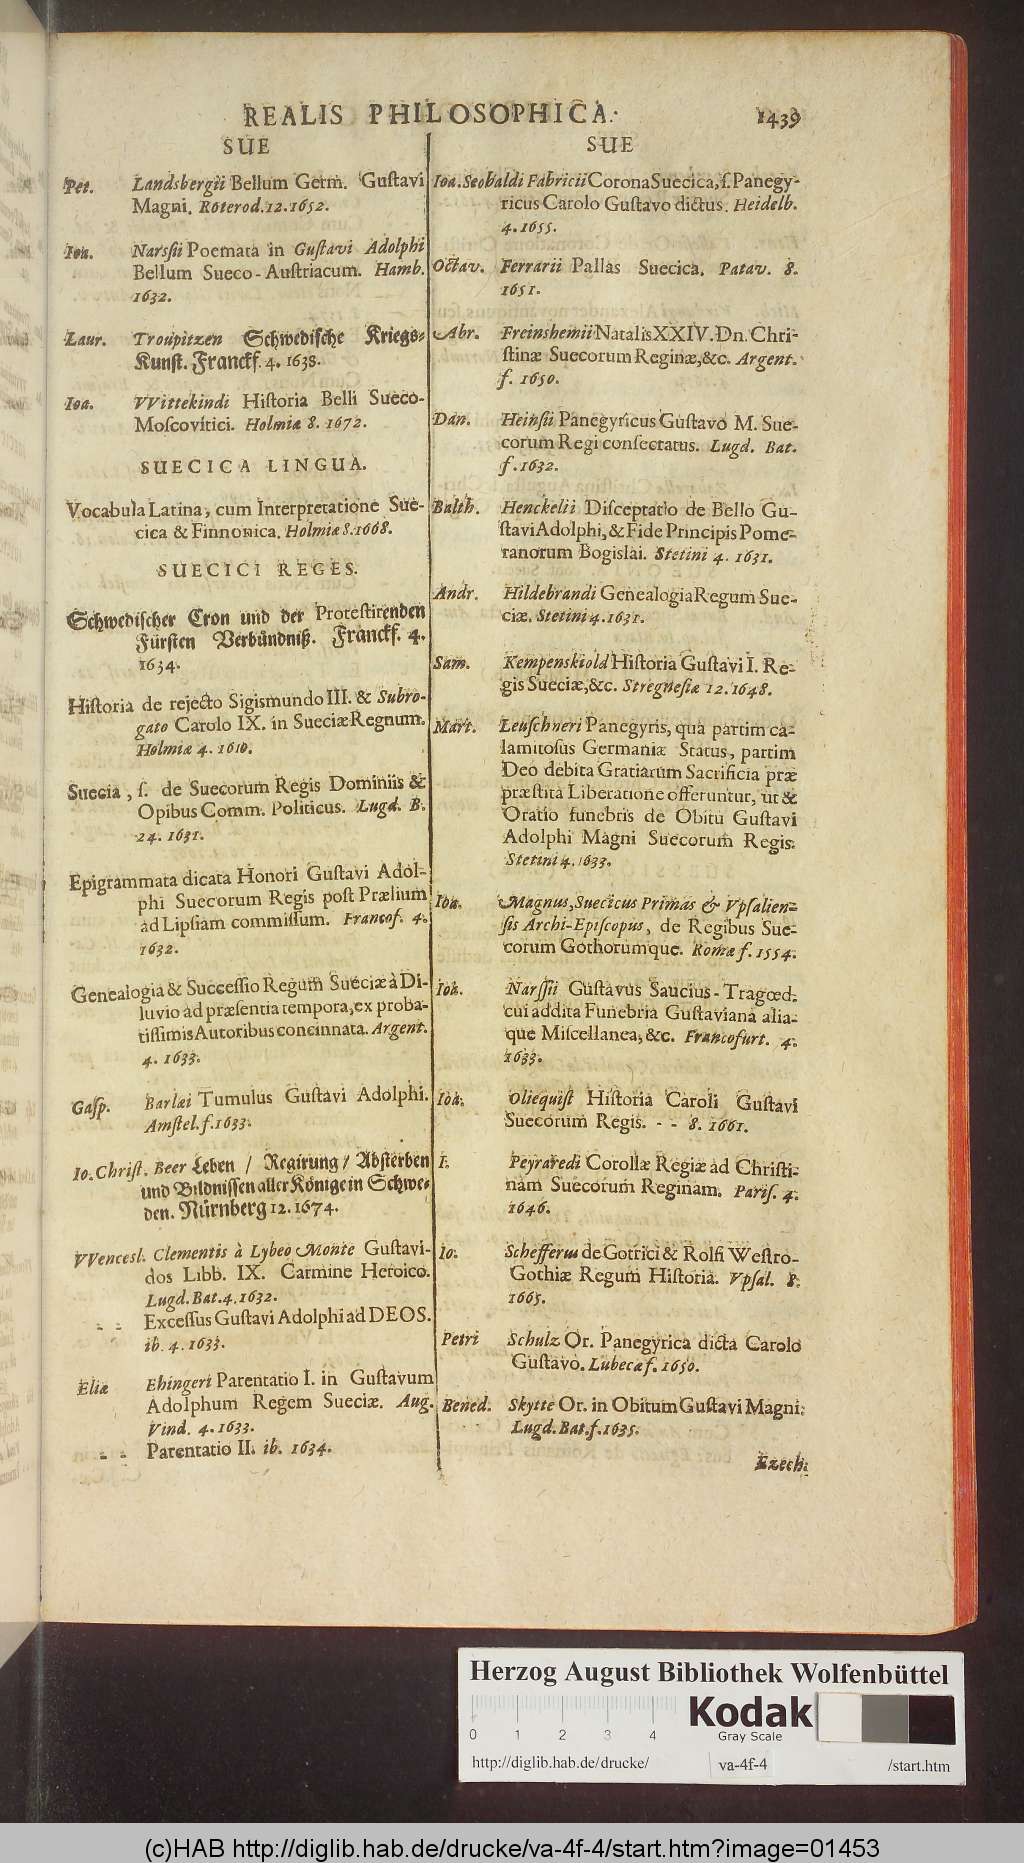 REALIS PHILOSOPHICA.
1439
SUE
Pet. Landsbergii Bellum Germ. Guſtavi
Magni. Roterod. 12. 1652.
Ioa. Narsſii Poemata in Guſtavi Adolphi
Bellum Sueco-Auſtriacum. Hamb.
1632.
Laur. Troupitzen Schwediſche Kriegs-
Kunſt. Franckf. 4. 1638.
Ioa. VVittekindi Hiſtoria Belli Sueco-
Moſcovitici. Holmiæ 8. 1672.
SUECICA LINGUA.
Vocabula Latina, cum Interpretatione Sue-
cica & Finnonica. Holmiæ 8. 1668.
SUECICI REGES.
Schwediſcher Cron und der Proteſtirenden
Fürſten Verbündniß. Franckf. 4.
1634.
Hiſtoria de rejecto Sigismundo III. & Subro-
gato Carolo IX. in Sueciæ Regnum.
Holmiæ 4. 1610.
Suecia, ſ. de Suecorum Regis Dominiis &
Opibus Comm. Politicus. Lugd. B.
24. 1631.
Epigrammata dicata Honori Guſtavi Adol-
phi Suecorum Regis poſt Prælium
ad Lipſiam commiſſum. Francof. 4.
1632.
Genealogia & Succeſſio Regum Sueciæ à Di-
luvio ad præſentia tempora, ex proba-
tiſſimis Autoribus concinnata. Argent.
4. 1633.
Gaſp. Barlæi Tumulus Guſtavi Adolphi.
Amſtel. f. 1633.
Io. Chriſt. Beer Leben / Regirung / Abſterben
und Bildniſſen aller Könige in Schwe-
den. Nürnberg 12. 1674.
VVencesl. Clementis à Lybeo Monte Guſtavi-
dos Libb. IX. Carmine Heroico.
Lugd. Bat. 4. 1632.
- - Exceſſus Guſtavi Adolphi ad DEOS.
ib. 4. 1633.
Eliæ Ehingeri Parentatio I. in Guſtavum
Adolphum Regem Sueciæ. Aug.
Vind. 4. 1633.
- - Parentatio II. ib. 1634.
SUE
Ioa. Seobaldi Fabricii Corona Suecica, ſ. Panegy-
ricus Carolo Guſtavo dictus. Heidelb.
4. 1655.
Octav. Ferrarii Pallas Suecica. Patav. 8.
1651.
Abr. Freinshemii Natalis XXIV. Dn. Chri-
ſtinæ Suecorum Reginæ, &c. Argent.
f. 1650.
Dan. Heinſii Panegyricus Guſtavo M. Sue-
corum Regi conſectatus. Lugd. Bat.
f. 1632.
Balth. Henckelii Diſceptatio de Bello Gu-
ſtavi Adolphi, & Fide Principis Pome-
ranorum Bogislai. Stetini 4. 1631.
Andr. Hildebrandi Genealogia Regum Sue-
ciæ. Stetini 4. 1631.
Sam. Kempenskiold Hiſtoria Guſtavi I. Re-
gis Sueciæ, &c. Stregneſiæ 12. 1648.
Mart. Leuſchneri Panegyris, quâ partim ca-
lamitoſus Germaniæ Status, partim
Deo debita Gratiarum Sacrificia præ
præſtita Liberatione offeruntur, ut &
Oratio funebris de Obitu Guſtavi
Adolphi Magni Suecorum Regis.
Stetini 4. 1633.
Ioa. Magnus, Suecicus Primas & Vpſalien-
ſis Archi-Epiſcopus, de Regibus Sue-
corum Gothorumque. Romæ f. 1554.
Ioh. Narſſii Guſtavus Saucius - Tragœd.
cui addita Funebria Guſtaviana alia-
que Miſcellanea, &c. Francofurt. 4.
1633.
Ioh. Oliequiſt Hiſtoria Caroli Guſtavi
Suecorum Regis. - - 8. 1661.
I. Peyraredi Corollæ Regiæ ad Chriſti-
nam Suecorum Reginam. Pariſ. 4.
1646.
Io. Schefferus de Gotrici & Rolfi Weſtro-
Gothiæ Regum Hiſtoria. Vpſal. 8.
1665.
Petri Schulz Or. Panegyrica dicta Carolo
Guſtavo. Lubecæ f. 1650.
Bened. Skytte Or. in Obitum Guſtavi Magni.
Lugd. Bat. f. 1635.
Ezech.
Herzog August Bibliothek Wolfenbüttel
0 1 2 3 4
Kodak
Gray Scale
http://diglib.hab.de/drucke/ va-4f-4 /start.htm
(c)HAB http://diglib.hab.de/drucke/va-4f-4/start.htm?image=01453